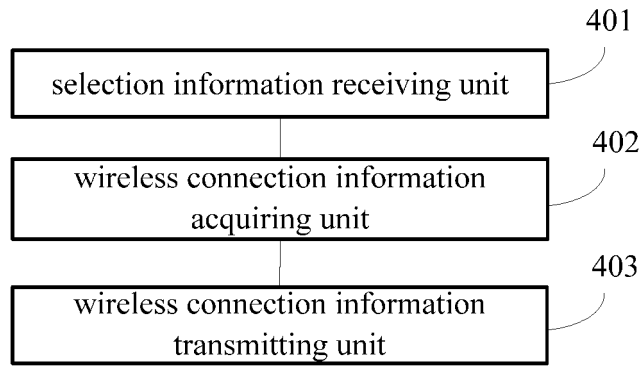 401
selection information receiving unit
402
wireless connection information
acquiring unit
403
wireless connection information
transmitting unit